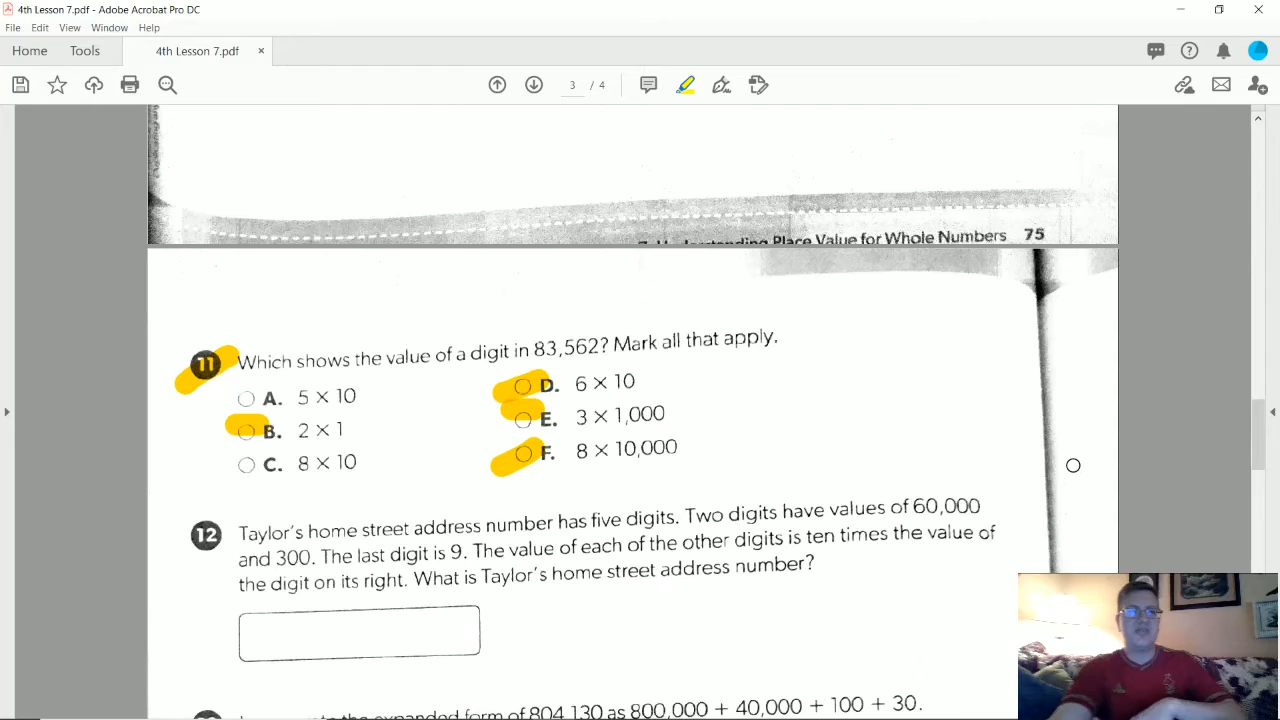 4th Lesson 7.pdf - Adobe Acrobat Pro DC
File Edit View Window Help
Home Tools 4th Lesson 7.pdf ×
3 / 4
Place Value for Whole Numbers 75
11 Which shows the value of a digit in 83,562? Mark all that apply.
A. 5 × 10
B. 2 × 1
C. 8 × 10
D. 6 × 10
E. 3 × 1,000
F. 8 × 10,000
12 Taylor's home street address number has five digits. Two digits have values of 60,000
and 300. The last digit is 9. The value of each of the other digits is ten times the value of
the digit on its right. What is Taylor's home street address number?
the expanded form of 804,130 as 800,000 + 40,000 + 100 + 30.